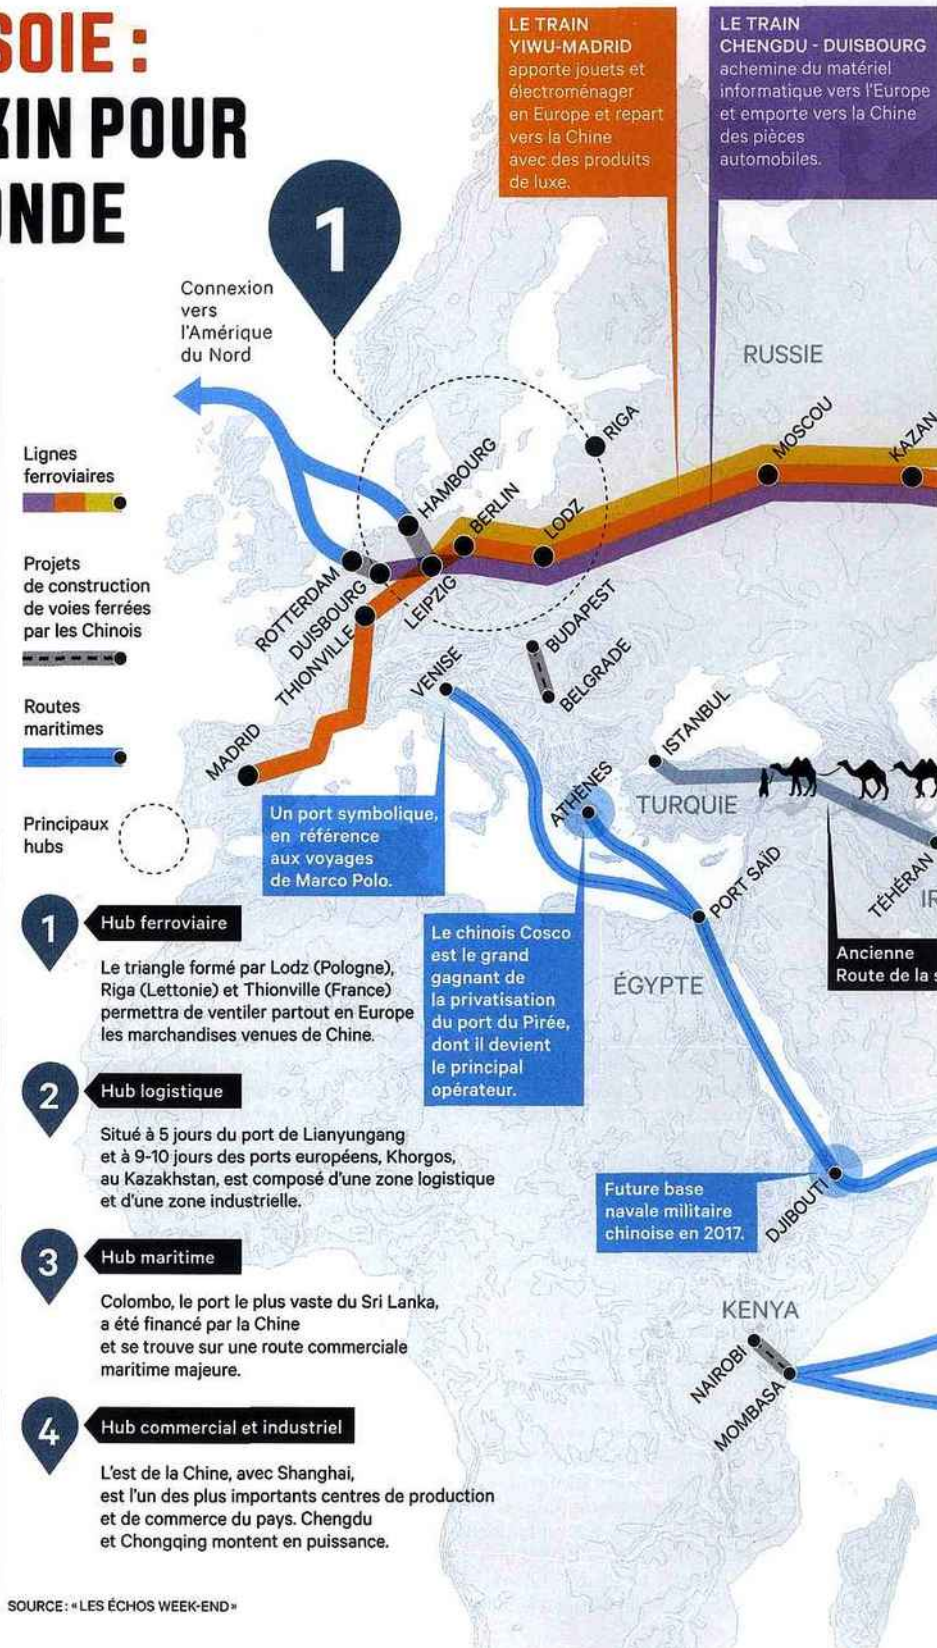 SOIE :
KIN POUR
ONDE
LE TRAIN
YIWU-MADRID
apporte jouets et
électroménager
en Europe et repart
vers la Chine
avec des produits
de luxe.
LE TRAIN
CHENGDU - DUISBOURG
achemine du matériel
informatique vers l'Europe
et emporte vers la Chine
des pièces
automobiles.
1
Connexion
vers
l'Amérique
du Nord
RUSSIE
RIGA
MOSCOU
KAZAN
HAMBOURG
BERLIN
LODZ
ROTTERDAM
DUISBOURG
LEIPZIG
THIONVILLE
BUDAPEST
BELGRADE
VENISE
MADRID
ISTANBUL
ATHÈNES
TURQUIE
TÉHÉRAN
IR
PORT SAÏD
ÉGYPTE
Lignes
ferroviaires
Projets
de construction
de voies ferrées
par les Chinois
Routes
maritimes
Principaux
hubs
Un port symbolique,
en référence
aux voyages
de Marco Polo.
Le chinois Cosco
est le grand
gagnant de
la privatisation
du port du Pirée,
dont il devient
le principal
opérateur.
Ancienne
Route de la s
1
Hub ferroviaire
Le triangle formé par Lodz (Pologne),
Riga (Lettonie) et Thionville (France)
permettra de ventiler partout en Europe
les marchandises venues de Chine.
2
Hub logistique
Situé à 5 jours du port de Lianyungang
et à 9-10 jours des ports européens, Khorgos,
au Kazakhstan, est composé d'une zone logistique
et d'une zone industrielle.
Future base
navale militaire
chinoise en 2017.
DJIBOUTI
3
Hub maritime
Colombo, le port le plus vaste du Sri Lanka,
a été financé par la Chine
et se trouve sur une route commerciale
maritime majeure.
KENYA
NAIROBI
MOMBASA
4
Hub commercial et industriel
L'est de la Chine, avec Shanghai,
est l'un des plus importants centres de production
et de commerce du pays. Chengdu
et Chongqing montent en puissance.
SOURCE : « LES ÉCHOS WEEK-END »